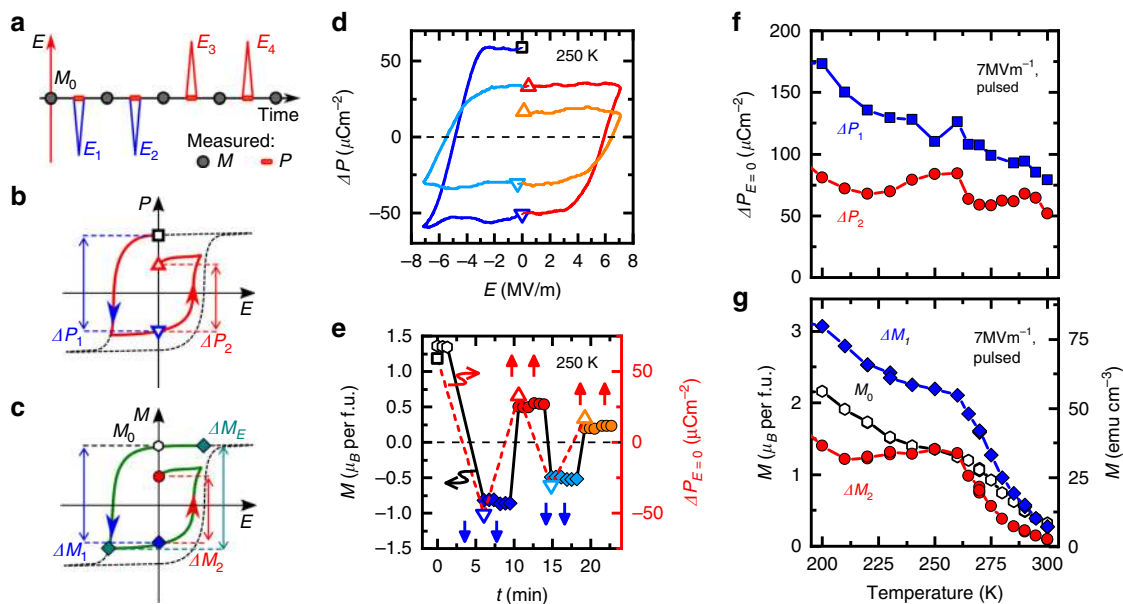 a
E
E3
E4
M0
Time
E1
E2
Measured:
M
P
b
P
E
ΔP1
ΔP2
c
M
M0
ΔME
E
ΔM1
ΔM2
d
250 K
50
0
−50
ΔP (μCm−2)
−8 −6 −4 −2 0 2 4 6 8
E (MV/m)
e
250 K
1.5
1.0
0.5
0.0
−0.5
−1.0
−1.5
M (μB per f.u.)
50
0
−50
ΔPE = 0 (μCm−2)
0 5 10 15 20
t (min)
f
7MVm−1,
pulsed
200
150
100
50
0
ΔPE = 0 (μCm−2)
ΔP1
ΔP2
g
7MVm−1,
pulsed
3
2
1
0
M (μB per f.u.)
ΔM1
M0
ΔM2
75
50
25
0
M (emu cm−3)
200 225 250 275 300
Temperature (K)